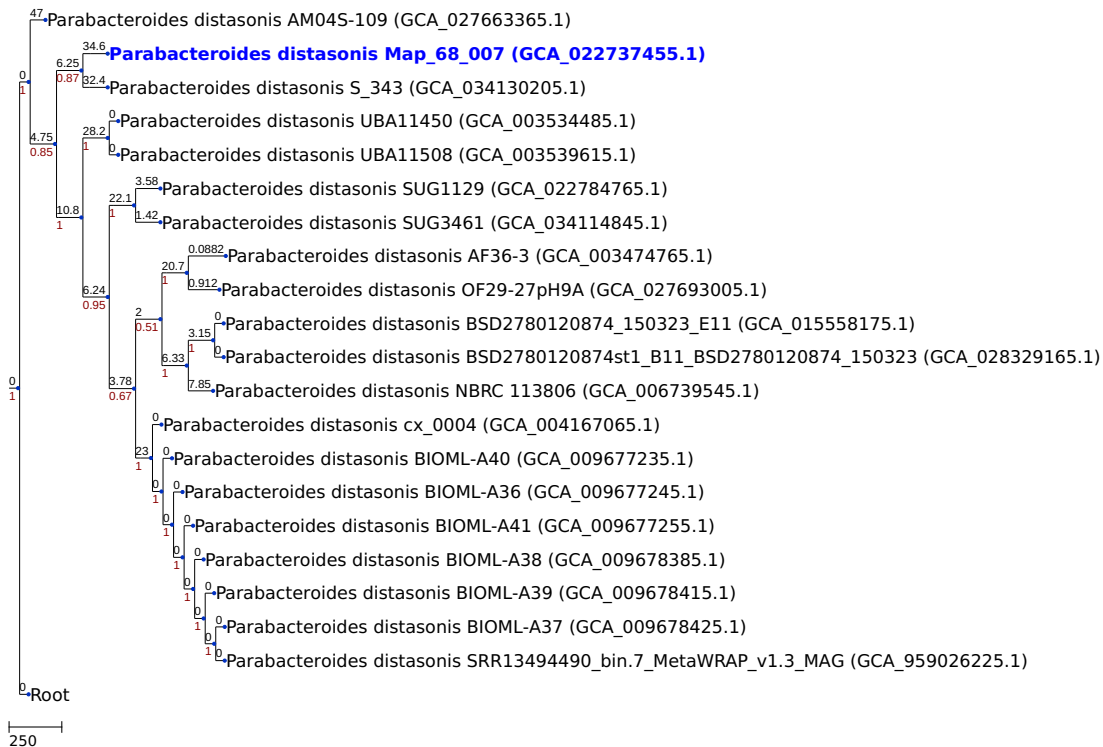 47 Parabacteroides distasonis AM04S-109 (GCA_027663365.1)
34.6 Parabacteroides distasonis Map_68_007 (GCA_022737455.1)
6.25
0.87
0
1
32.4 Parabacteroides distasonis S_343 (GCA_034130205.1)
0 Parabacteroides distasonis UBA11450 (GCA_003534485.1)
28.2
1
4.75
0.85
0 Parabacteroides distasonis UBA11508 (GCA_003539615.1)
3.58 Parabacteroides distasonis SUG1129 (GCA_022784765.1)
22.1
1
10.8
1
1.42 Parabacteroides distasonis SUG3461 (GCA_034114845.1)
0.0882 Parabacteroides distasonis AF36-3 (GCA_003474765.1)
20.7
1
0.912 Parabacteroides distasonis OF29-27pH9A (GCA_027693005.1)
6.24
0.95
2
0.51
0 Parabacteroides distasonis BSD2780120874_150323_E11 (GCA_015558175.1)
3.15
1
0 Parabacteroides distasonis BSD2780120874st1_B11_BSD2780120874_150323 (GCA_028329165.1)
6.33
1
7.85 Parabacteroides distasonis NBRC 113806 (GCA_006739545.1)
0
1
3.78
0.67
0 Parabacteroides distasonis cx_0004 (GCA_004167065.1)
23
1
0 Parabacteroides distasonis BIOML-A40 (GCA_009677235.1)
0
1
0 Parabacteroides distasonis BIOML-A36 (GCA_009677245.1)
0
1
0 Parabacteroides distasonis BIOML-A41 (GCA_009677255.1)
0
1
0 Parabacteroides distasonis BIOML-A38 (GCA_009678385.1)
0
1
0 Parabacteroides distasonis BIOML-A39 (GCA_009678415.1)
0
1
0 Parabacteroides distasonis BIOML-A37 (GCA_009678425.1)
0
1
0 Parabacteroides distasonis SRR13494490_bin.7_MetaWRAP_v1.3_MAG (GCA_959026225.1)
0 Root
250